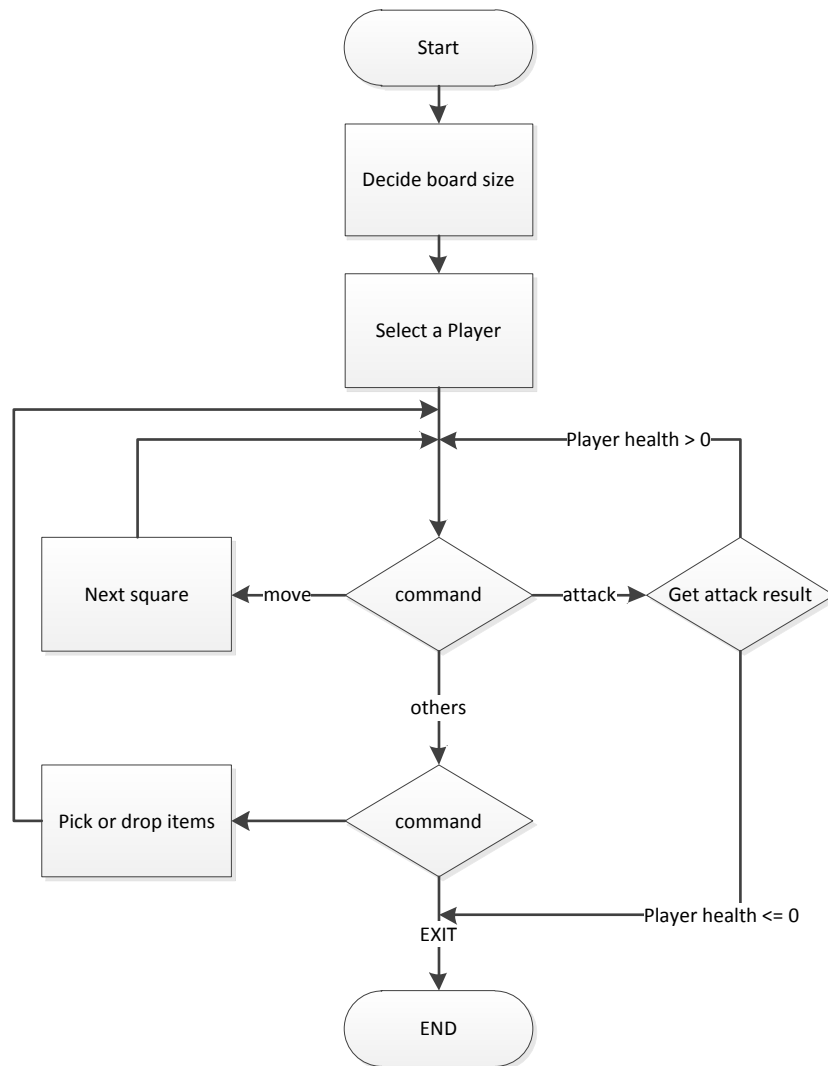 Start
Decide board size
Select a Player
Player health > 0
Next square
move
command
attack
Get attack result
others
Pick or drop items
command
Player health <= 0
EXIT
END